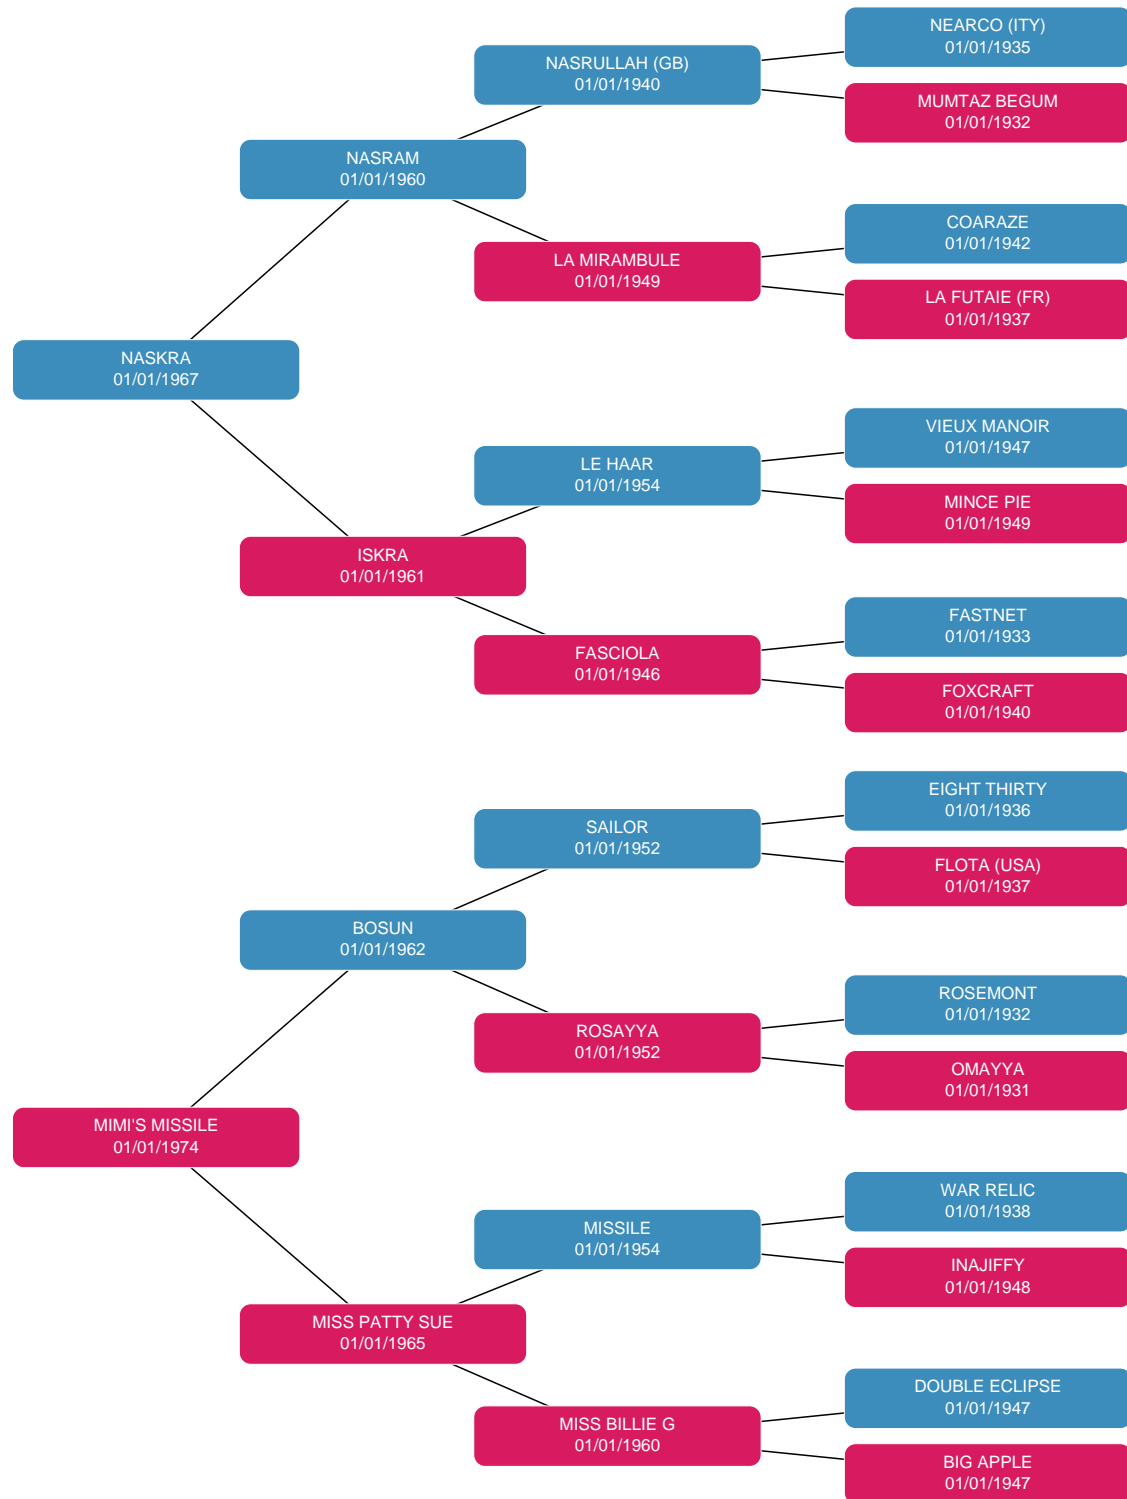 NEARCO (ITY)
01/01/1935
NASRULLAH (GB)
01/01/1940
MUMTAZ BEGUM
01/01/1932
NASRAM
01/01/1960
COARAZE
01/01/1942
LA MIRAMBULE
01/01/1949
LA FUTAIE (FR)
01/01/1937
NASKRA
01/01/1967
VIEUX MANOIR
01/01/1947
LE HAAR
01/01/1954
MINCE PIE
01/01/1949
ISKRA
01/01/1961
FASTNET
01/01/1933
FASCIOLA
01/01/1946
FOXCRAFT
01/01/1940
EIGHT THIRTY
01/01/1936
SAILOR
01/01/1952
FLOTA (USA)
01/01/1937
BOSUN
01/01/1962
ROSEMONT
01/01/1932
ROSAYYA
01/01/1952
OMAYYA
01/01/1931
MIMI'S MISSILE
01/01/1974
WAR RELIC
01/01/1938
MISSILE
01/01/1954
INAJIFFY
01/01/1948
MISS PATTY SUE
01/01/1965
DOUBLE ECLIPSE
01/01/1947
MISS BILLIE G
01/01/1960
BIG APPLE
01/01/1947